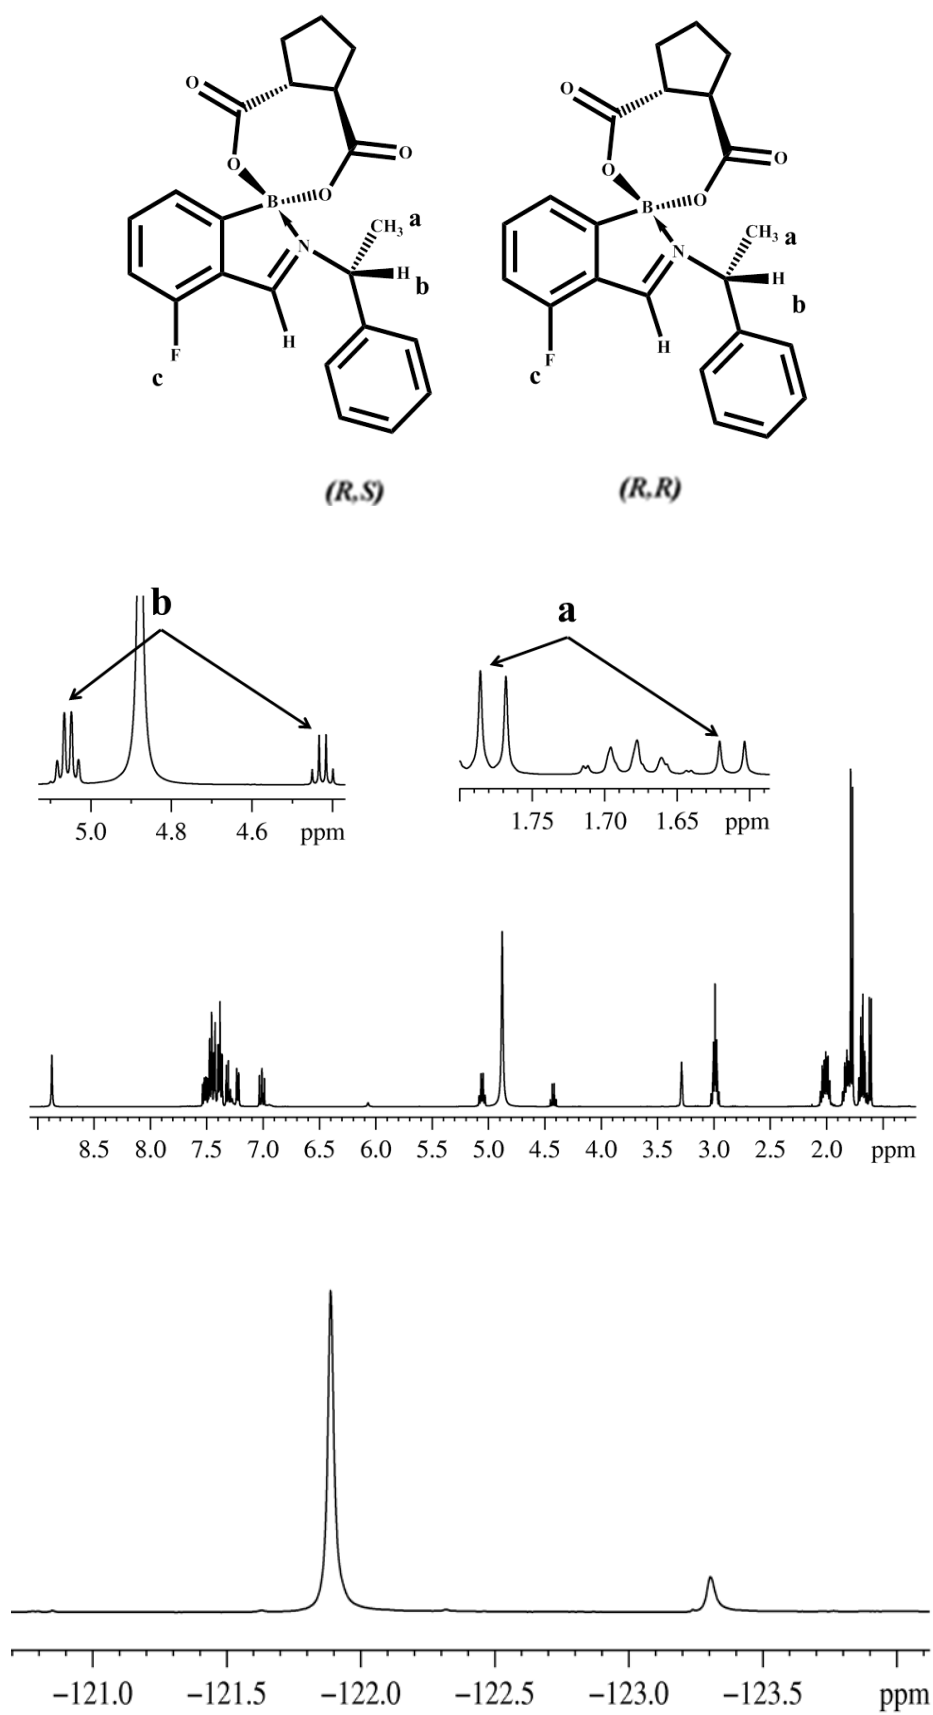 O O
O O
B O B O
CH3 a CH3 a
N N
H H
b b
H H
F F
c c
(R,S) (R,R)
b a
5.0 4.8 4.6 ppm 1.75 1.70 1.65 ppm
8.5 8.0 7.5 7.0 6.5 6.0 5.5 5.0 4.5 4.0 3.5 3.0 2.5 2.0 ppm
−121.0 −121.5 −122.0 −122.5 −123.0 −123.5 ppm